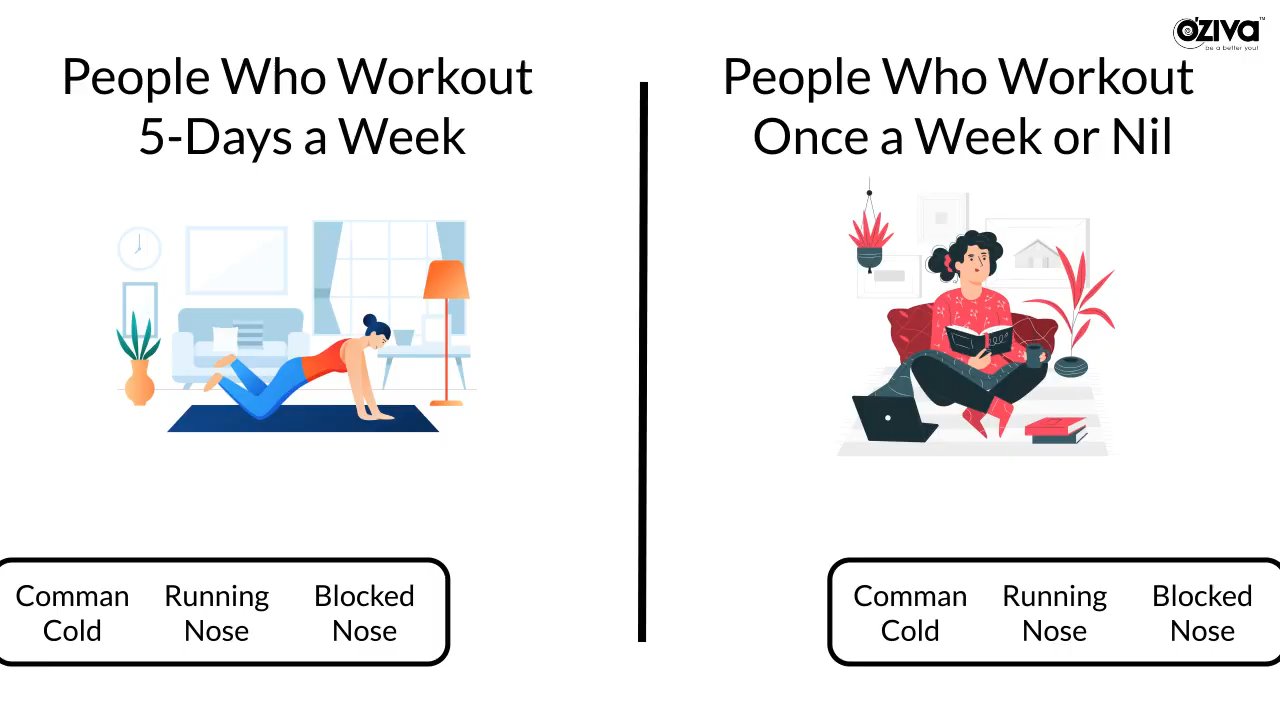 OZIVA™
be a better you!
People Who Workout
5-Days a Week
People Who Workout
Once a Week or Nil
Comman
Cold
Running
Nose
Blocked
Nose
Comman
Cold
Running
Nose
Blocked
Nose